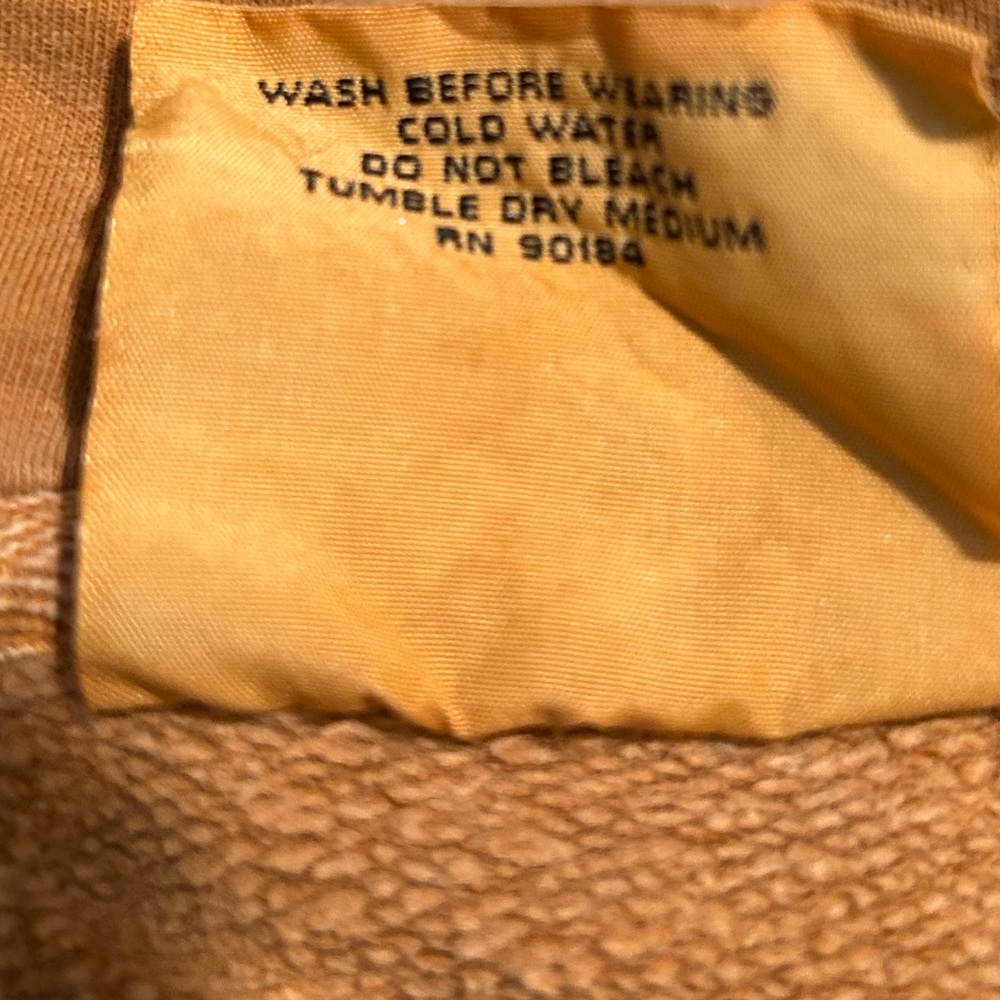 WASH BEFORE WEARING
COLD WATER
DO NOT BLEACH
TUMBLE DRY MEDIUM
RN 90184